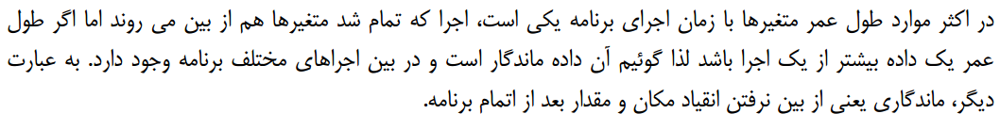 در اکثر موارد طول عمر متغیرها با زمان اجرای برنامه یکی است، اجرا که تمام شد متغیرها هم از بین می روند اما اگر طول
عمر یک داده بیشتر از یک اجرا باشد لذا گوئیم آن داده ماندگار است و در بین اجراهای مختلف برنامه وجود دارد. به عبارت
دیگر، ماندگاری یعنی از بین نرفتن انقیاد مکان و مقدار بعد از اتمام برنامه.